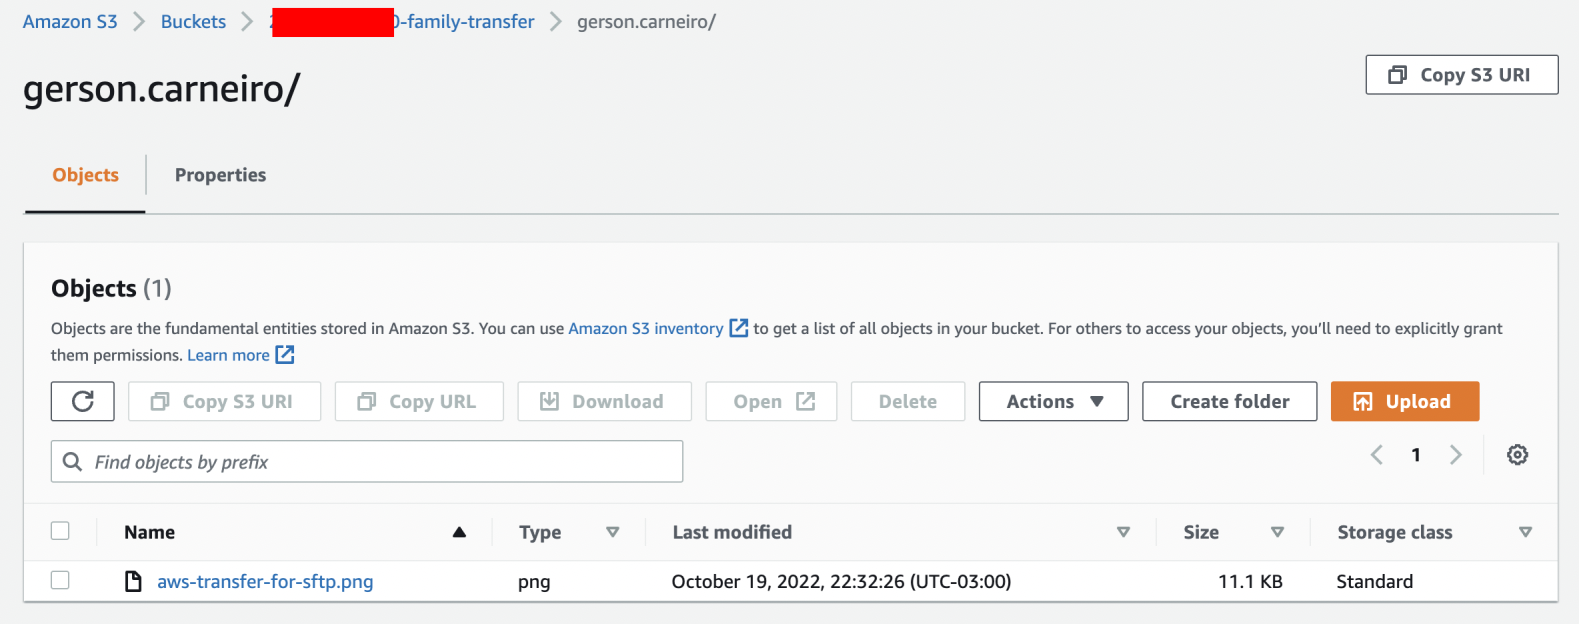 Amazon S3 > Buckets > 0-family-transfer > gerson.carneiro/
gerson.carneiro/
Copy S3 URI
Objects Properties
Objects (1)
Objects are the fundamental entities stored in Amazon S3. You can use Amazon S3 inventory to get a list of all objects in your bucket. For others to access your objects, you'll need to explicitly grant
them permissions. Learn more
Copy S3 URI Copy URL Download Open Delete Actions Create folder Upload
Find objects by prefix
1
Name Type Last modified Size Storage class
aws-transfer-for-sftp.png png October 19, 2022, 22:32:26 (UTC-03:00) 11.1 KB Standard